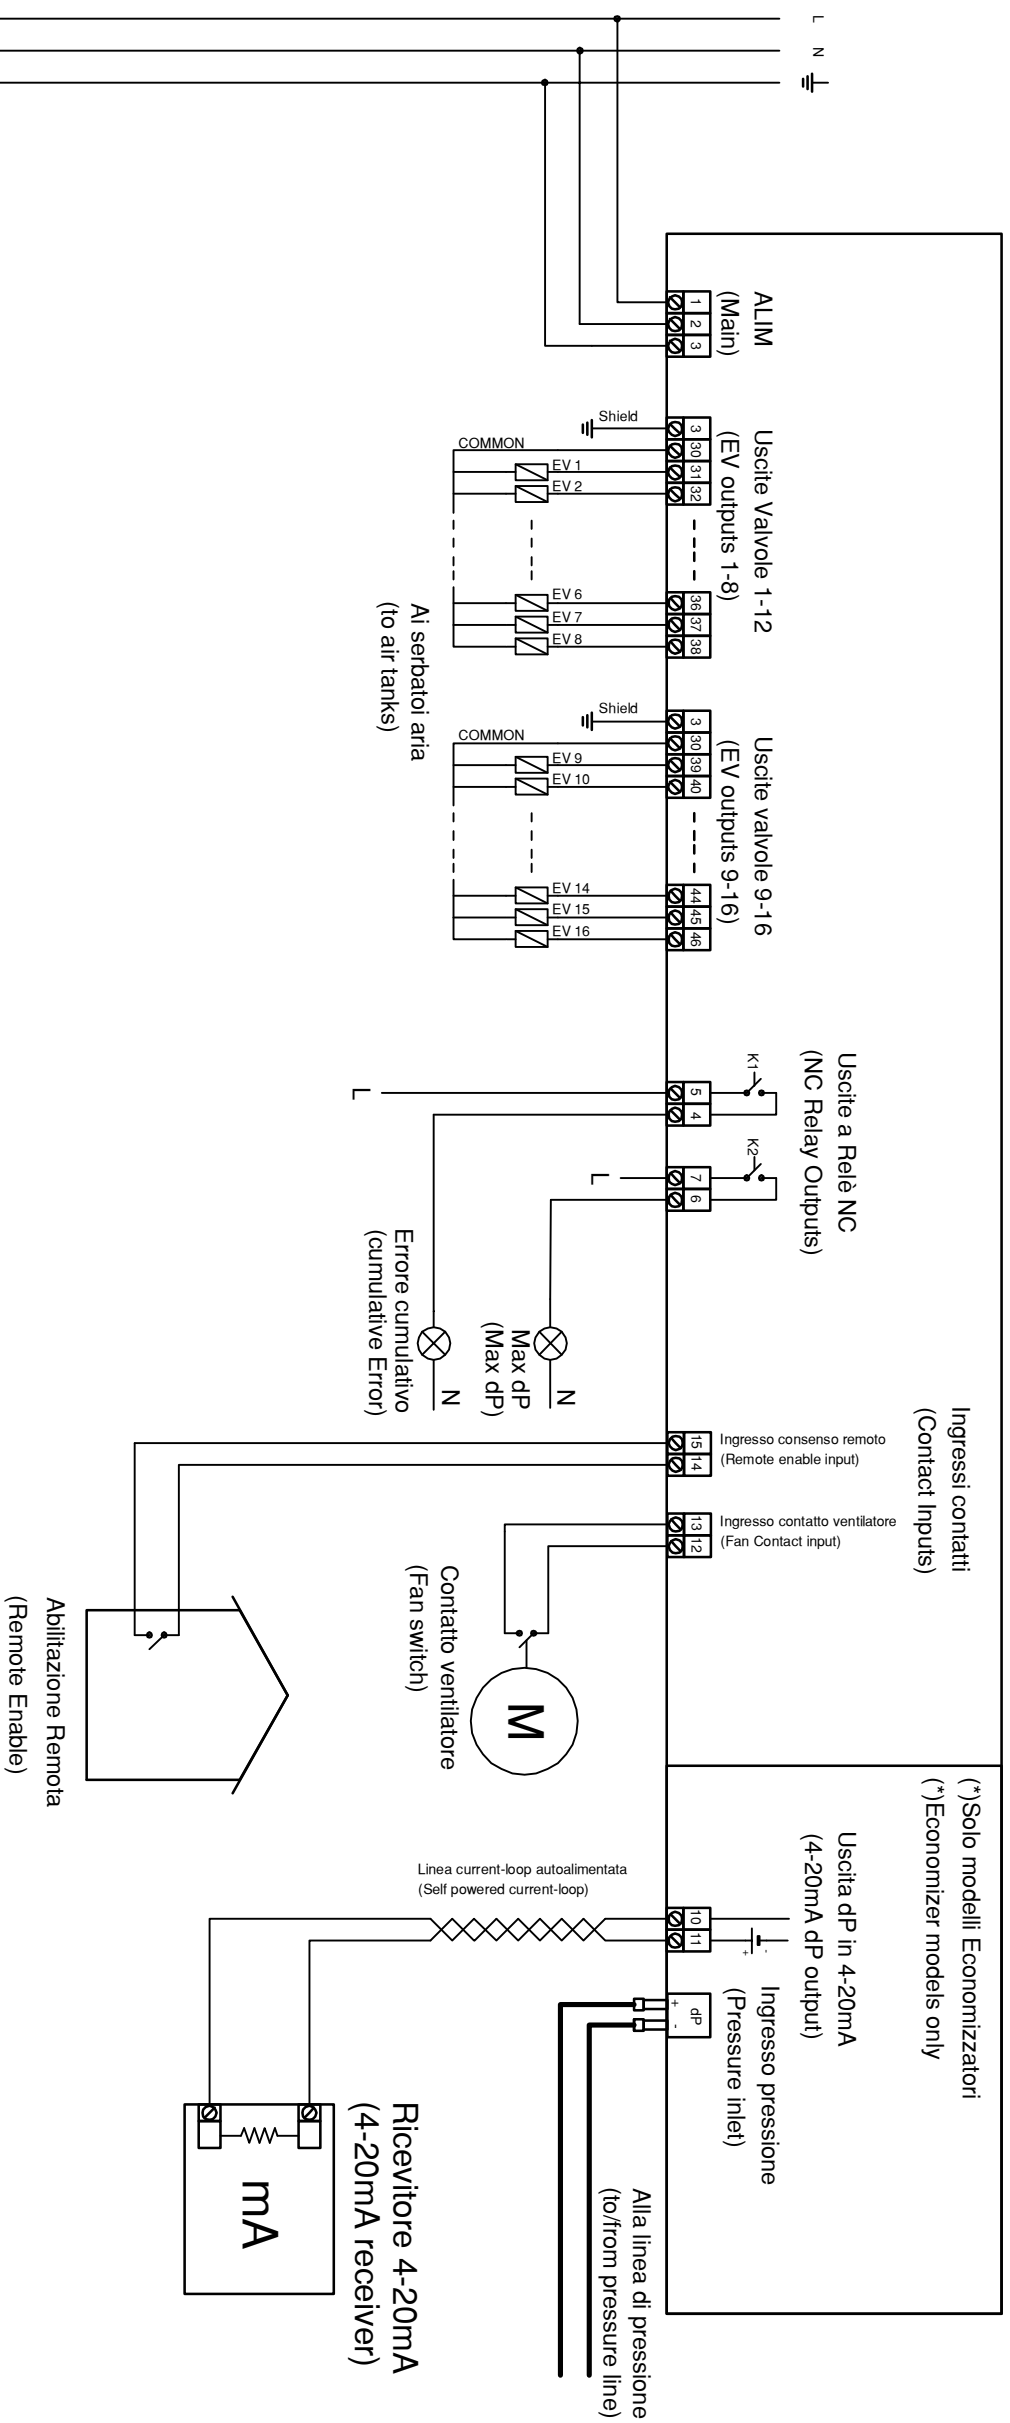 L
N
ALIM
(Main)
1
2
3
Uscite Valvole 1-12
(EV outputs 1-8)
3
30
31
32
36
37
38
Shield
COMMON
EV 1
EV 2
EV 6
EV 7
EV 8
Ai serbatoi aria
(to air tanks)
Uscite valvole 9-16
(EV outputs 9-16)
3
30
39
40
44
45
46
Shield
COMMON
EV 9
EV 10
EV 14
EV 15
EV 16
Uscite a Relè NC
(NC Relay Outputs)
K1
K2
5
4
7
6
L
L
N
N
Max dP
(Max dP)
Errore cumulativo
(cumulative Error)
Ingressi contatti
(Contact Inputs)
Ingresso consenso remoto
(Remote enable input)
15
14
Ingresso contatto ventilatore
(Fan Contact input)
13
12
M
Contatto ventilatore
(Fan switch)
Abilitazione Remota
(Remote Enable)
(*)Solo modelli Economizzatori
(*)Economizer models only
Uscita dP in 4-20mA
(4-20mA dP output)
10
11
+
-
Linea current-loop autoalimentata
(Self powered current-loop)
Ingresso pressione
(Pressure inlet)
dP
+
-
Alla linea di pressione
(to/from pressure line)
Ricevitore 4-20mA
(4-20mA receiver)
mA